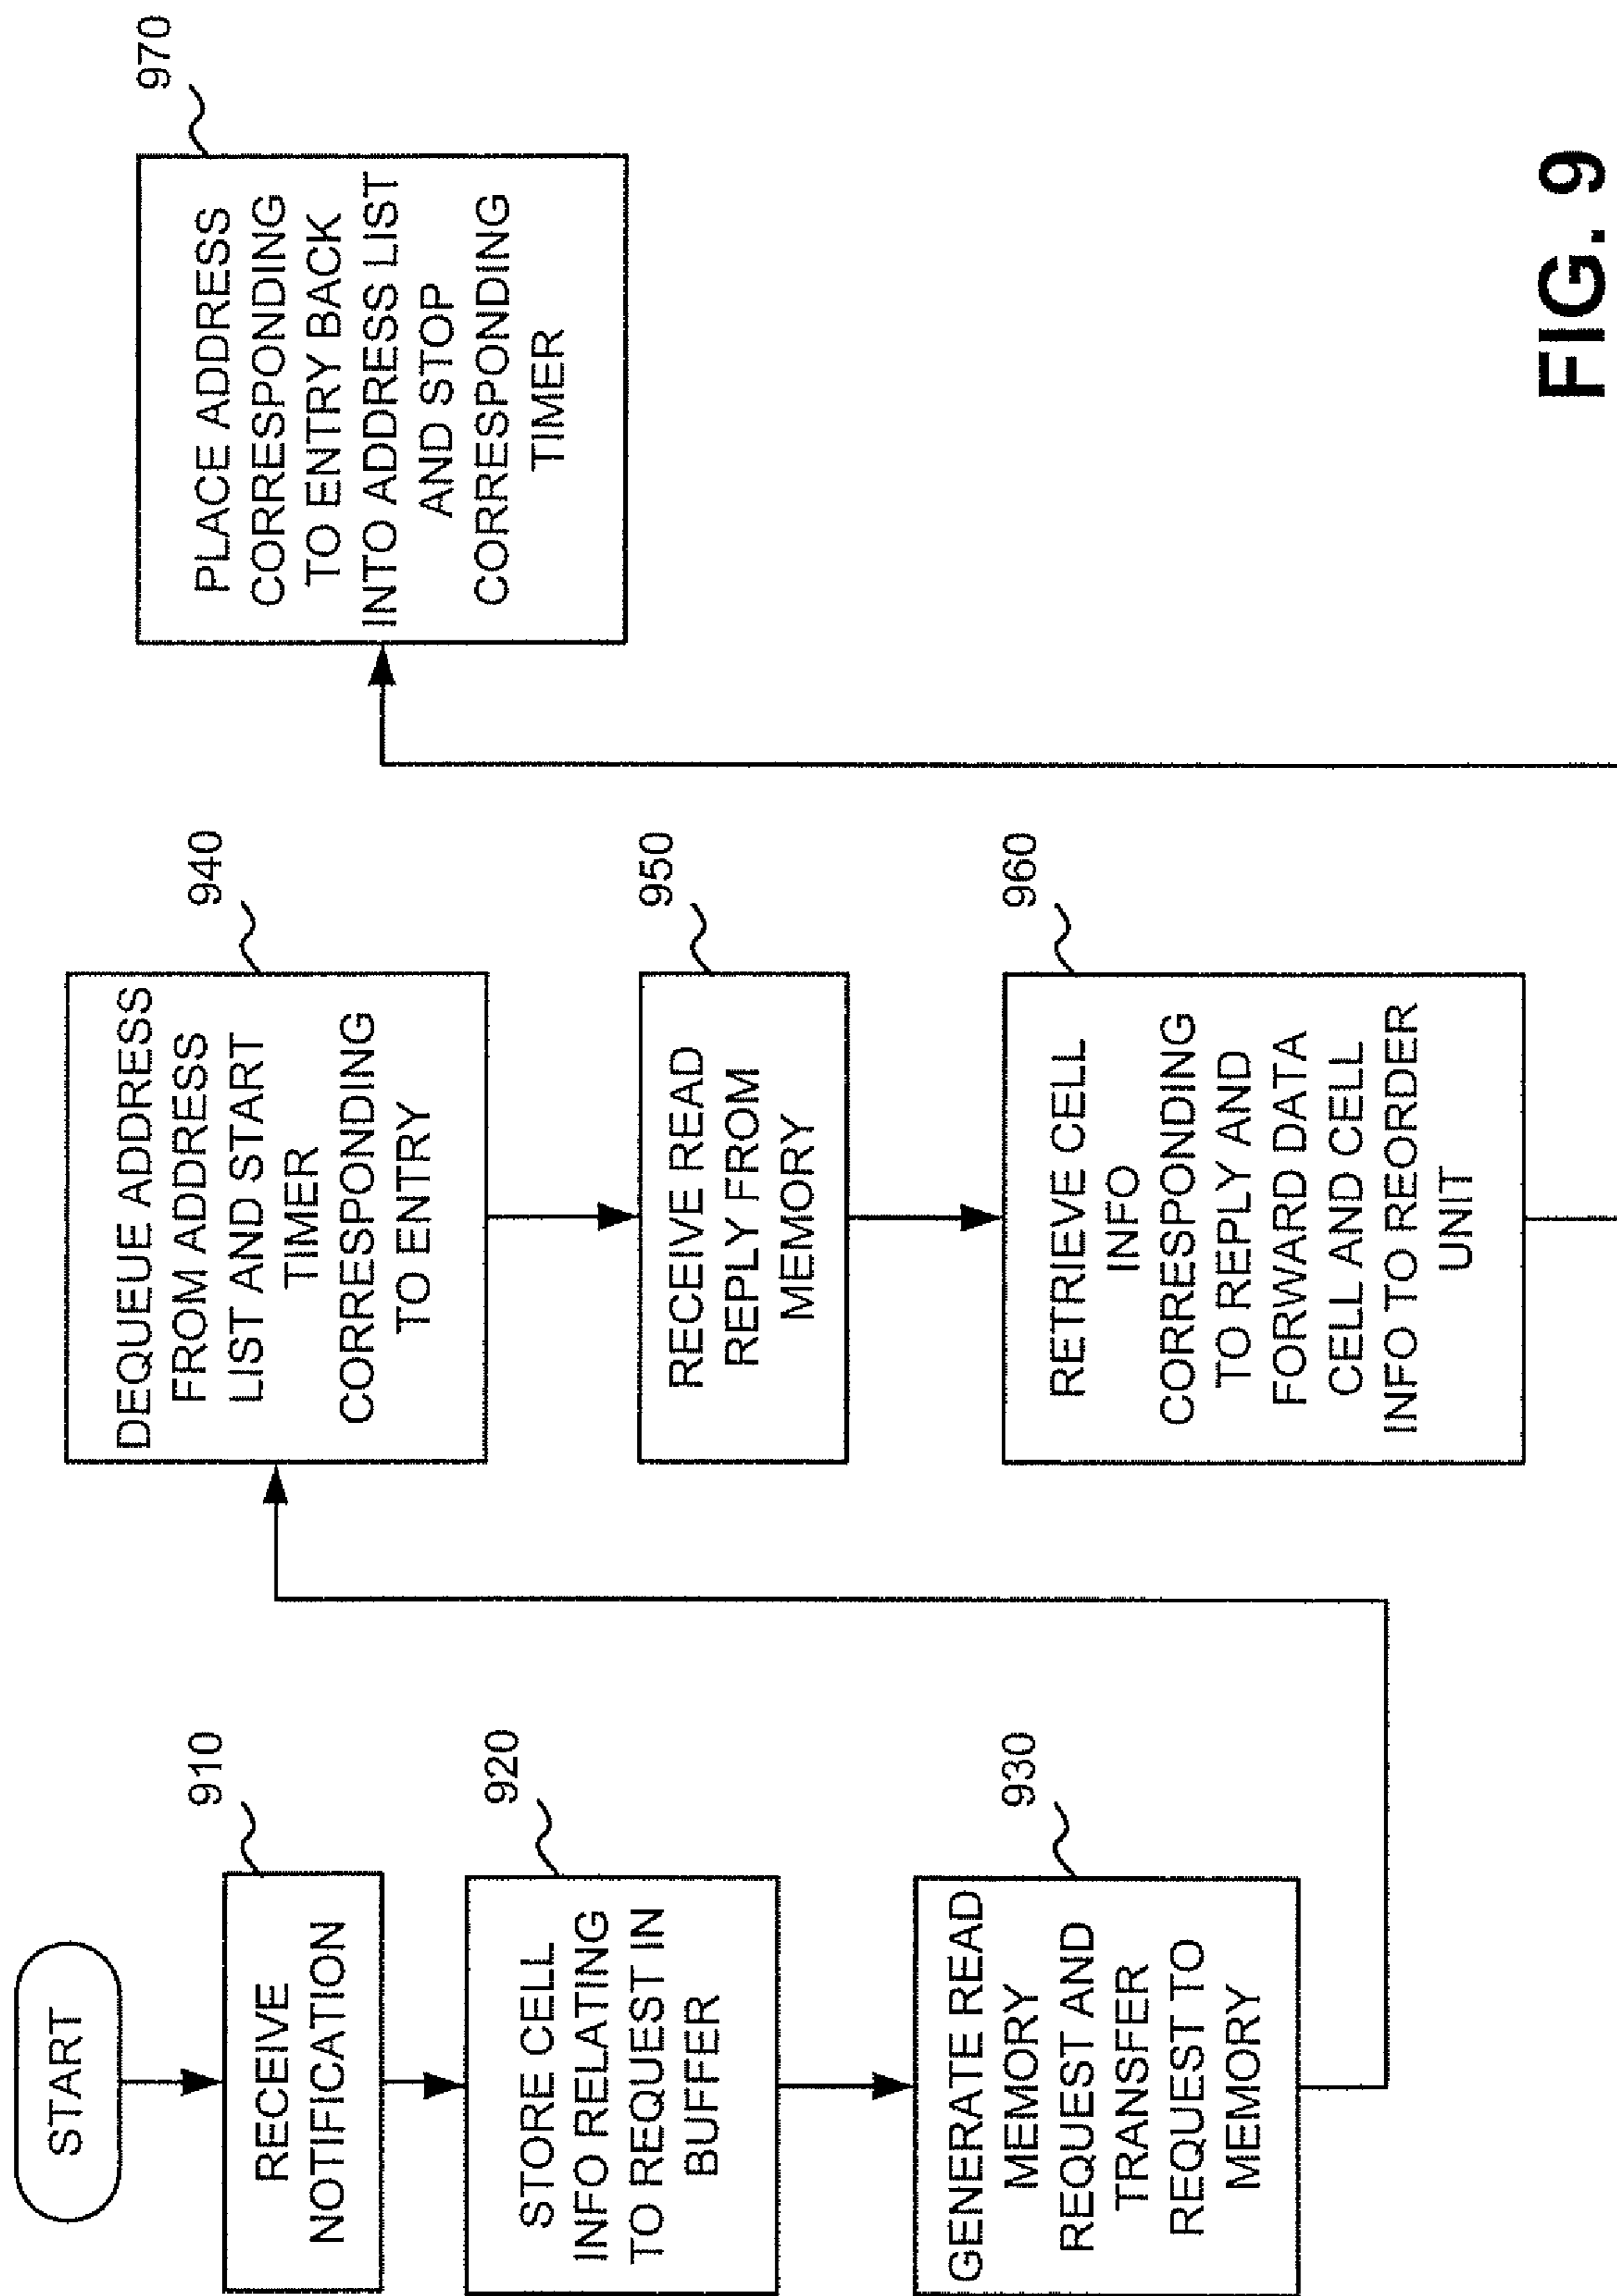 START
910
RECEIVE
NOTIFICATION
920
STORE CELL
INFO RELATING
TO REQUEST IN
BUFFER
930
GENERATE READ
MEMORY
REQUEST AND
TRANSFER
REQUEST TO
MEMORY
940
DEQUEUE ADDRESS
FROM ADDRESS
LIST AND START
TIMER
CORRESPONDING
TO ENTRY
950
RECEIVE READ
REPLY FROM
MEMORY
960
RETRIEVE CELL
INFO
CORRESPONDING
TO REPLY AND
FORWARD DATA
CELL AND CELL
INFO TO REORDER
UNIT
970
PLACE ADDRESS
CORRESPONDING
TO ENTRY BACK
INTO ADDRESS LIST
AND STOP
CORRESPONDING
TIMER
FIG. 9